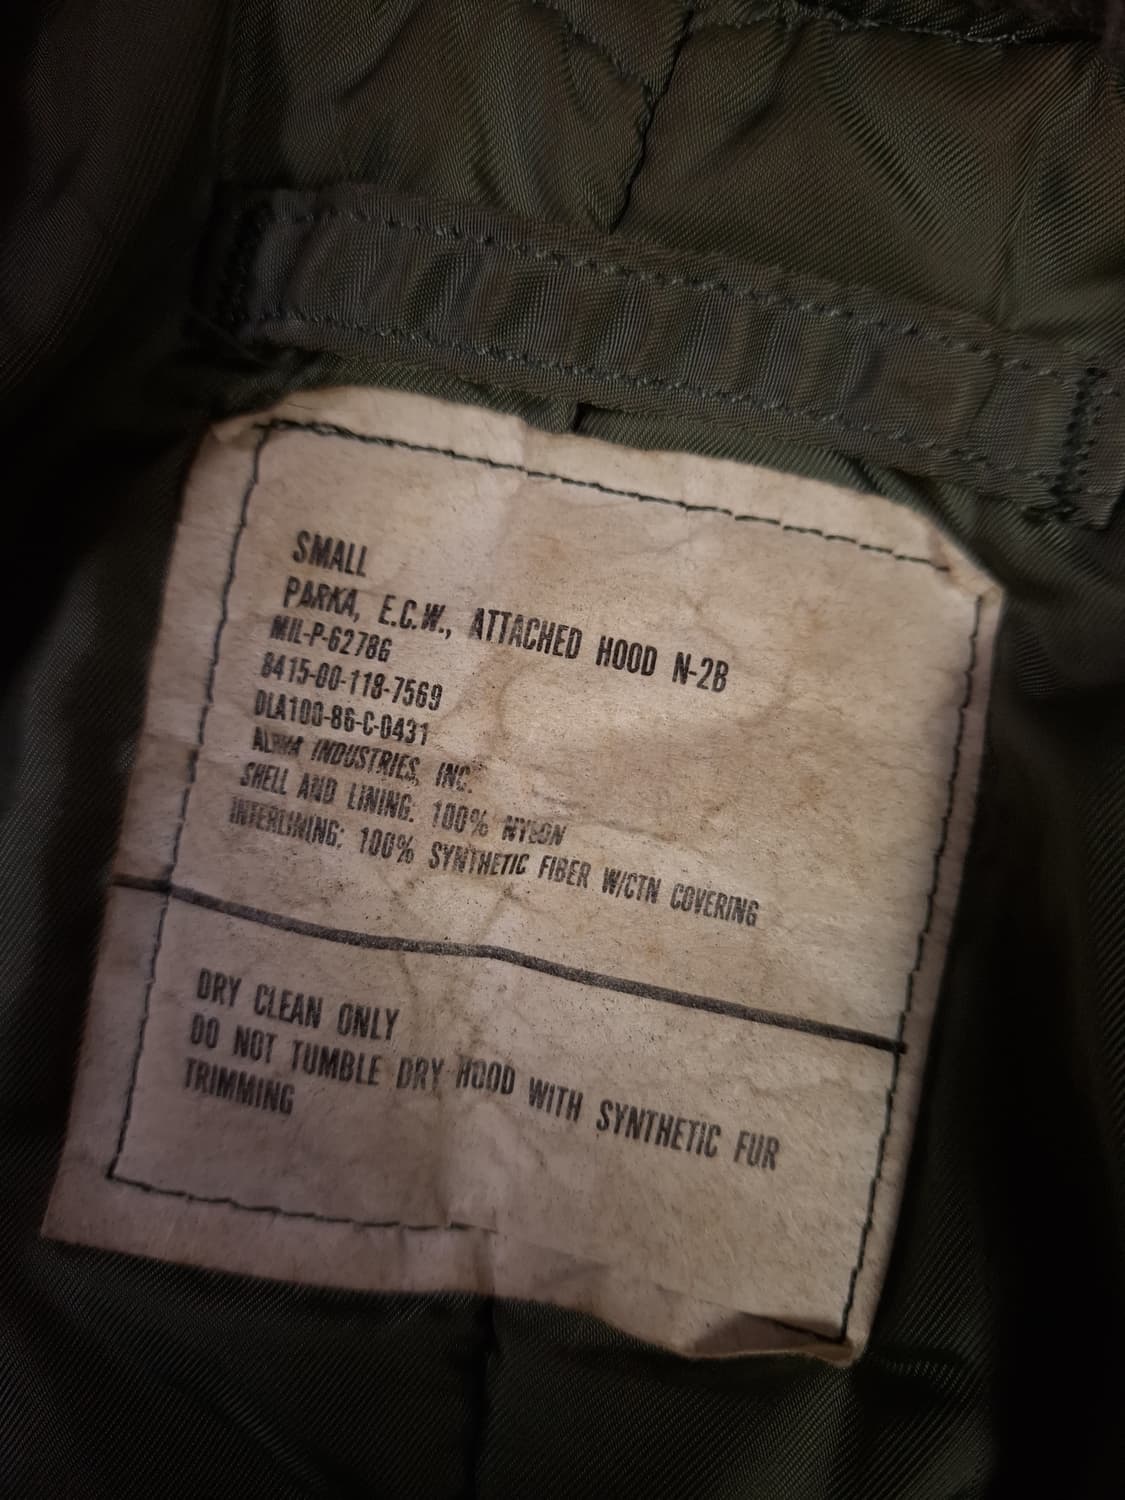 SMALL
PARKA, E.C.W., ATTACHED HOOD N-2B
MIL-P-6278G
8415-00-118-7569
DLA100-86-C-0431
ALPHA INDUSTRIES, INC.
SHELL AND LINING: 100% NYLON
INTERLINING: 100% SYNTHETIC FIBER W/CTN COVERING
DRY CLEAN ONLY
DO NOT TUMBLE DRY HOOD WITH SYNTHETIC FUR
TRIMMING